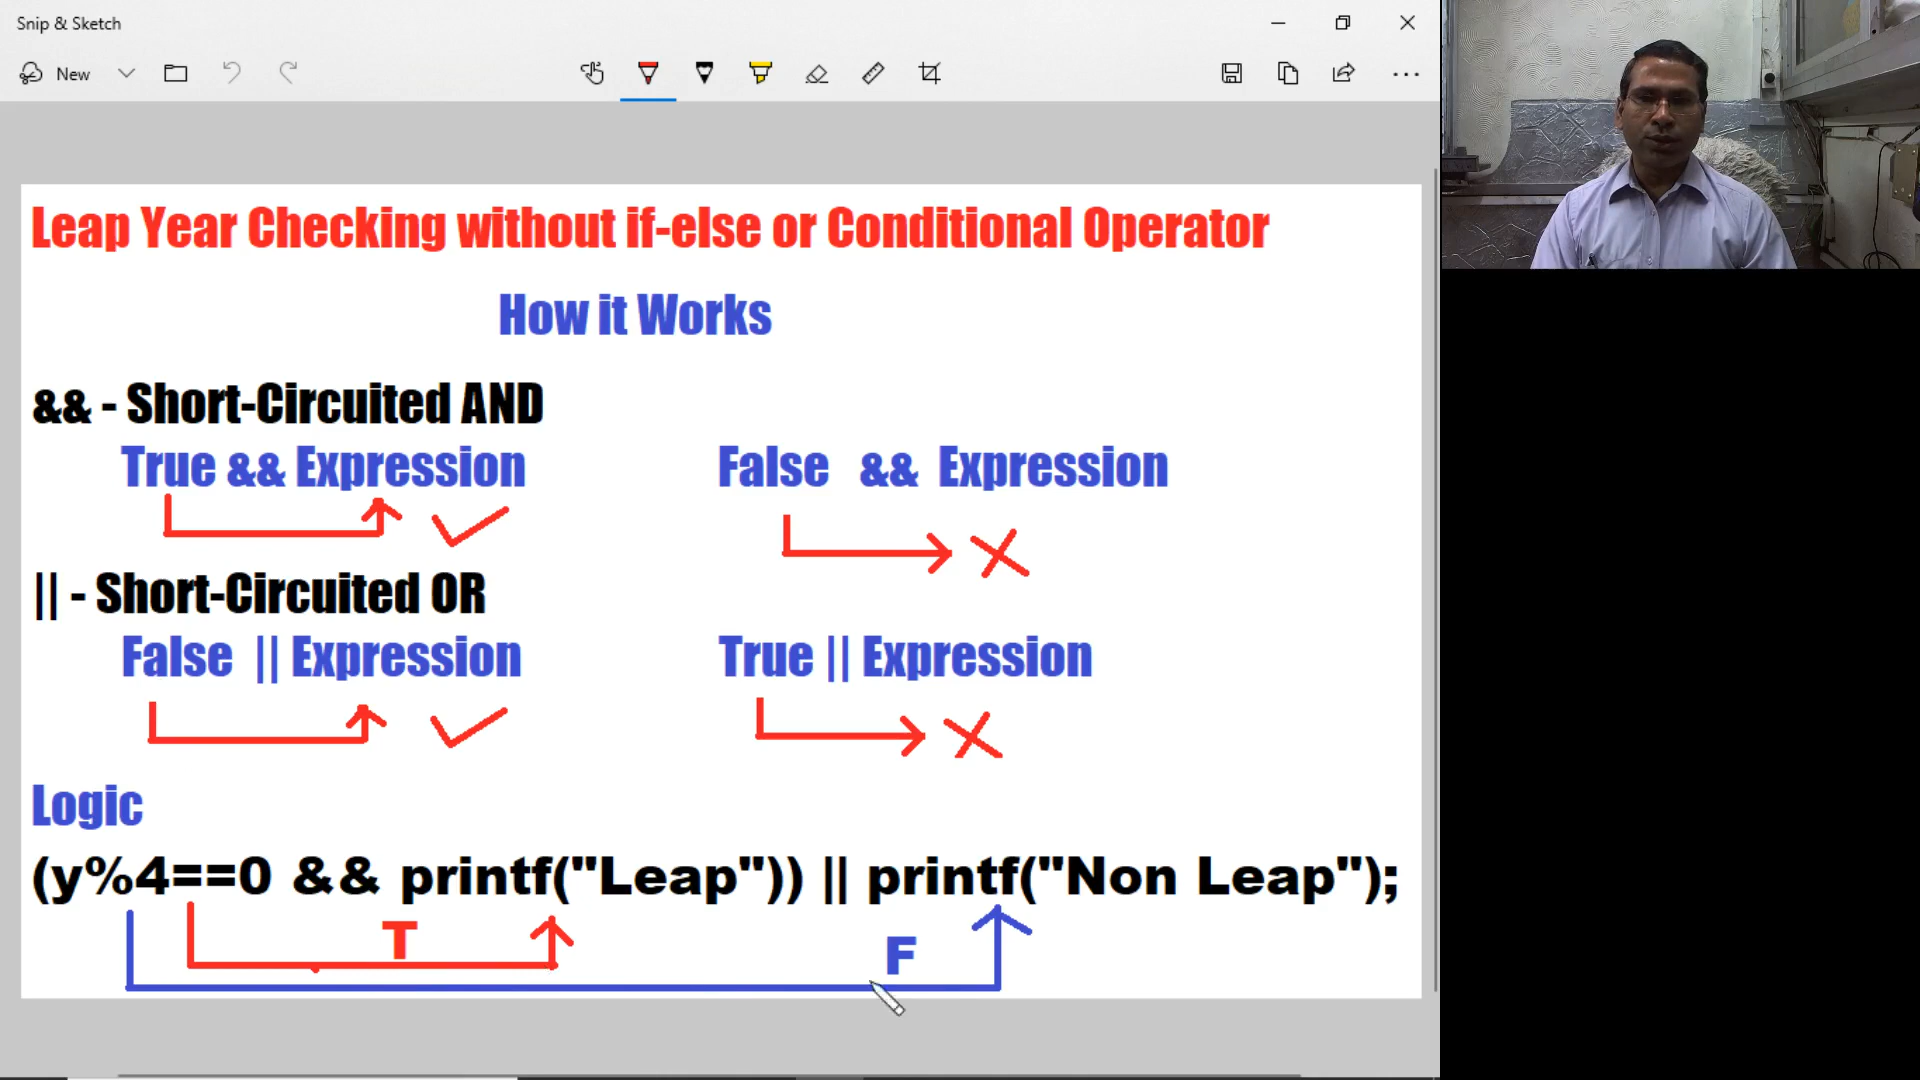 Snip & Sketch
New
Leap Year Checking without if-else or Conditional Operator
How it Works
&& - Short-Circuited AND
True && Expression
False && Expression
|| - Short-Circuited OR
False || Expression
True || Expression
Logic
(y%4==0 && printf("Leap")) || printf("Non Leap");
T
F